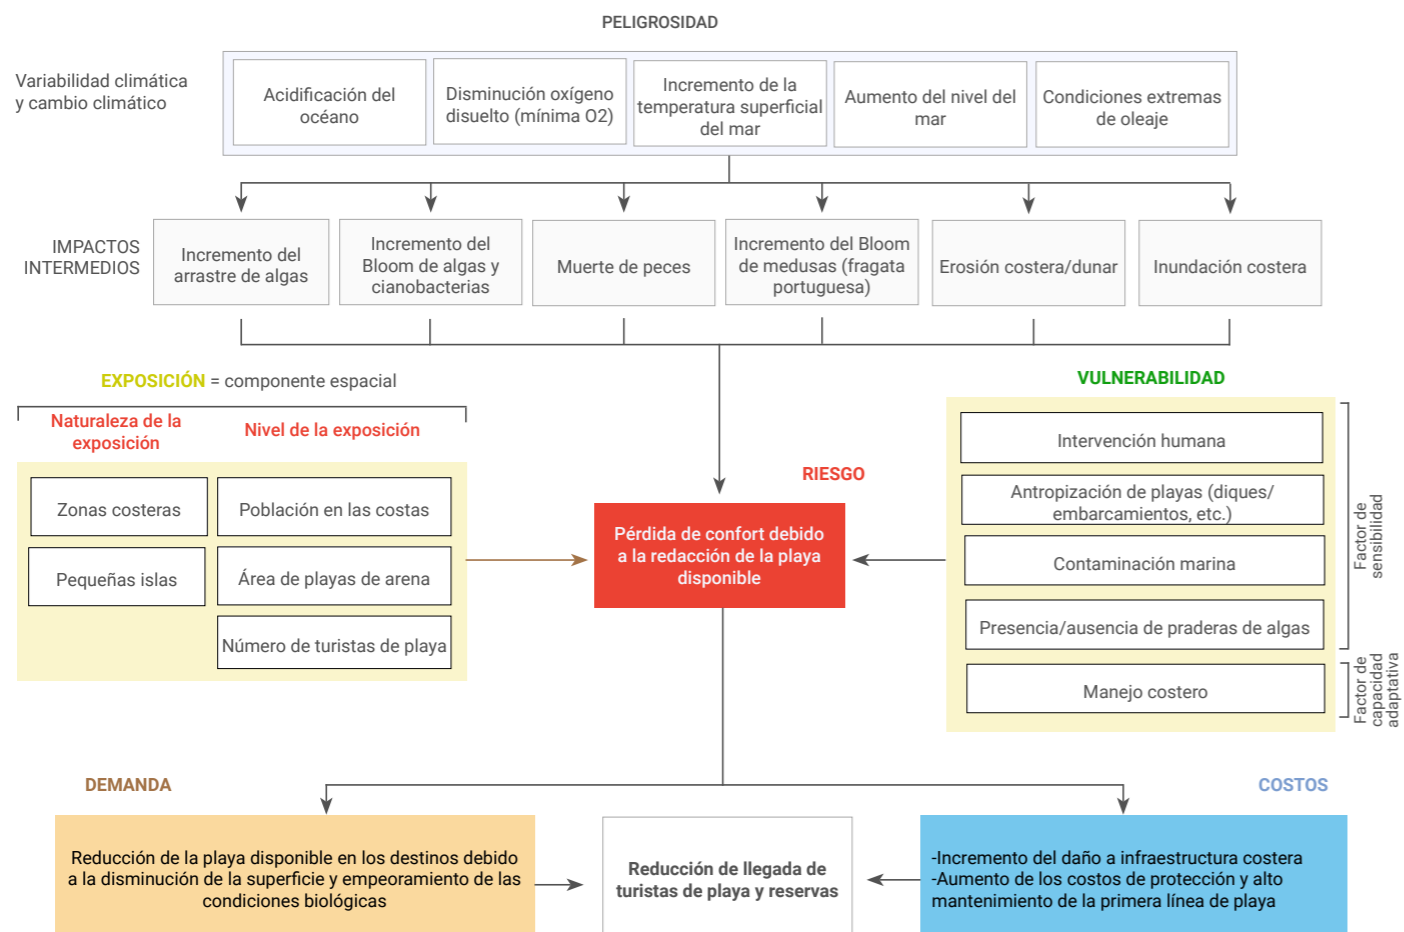 PELIGROSIDAD
Variabilidad climática
y cambio climático
Acidificación del
océano
Disminución oxígeno
disuelto (mínima O2)
Incremento de la
temperatura superficial
del mar
Aumento del nivel del
mar
Condiciones extremas
de oleaje
IMPACTOS
INTERMEDIOS
Incremento del
arrastre de algas
Incremento del
Bloom de algas y
cianobacterias
Muerte de peces
Incremento del Bloom
de medusas (fragata
portuguesa)
Erosión costera/dunar
Inundación costera
EXPOSICIÓN = componente espacial
Naturaleza de la
exposición
Nivel de la exposición
Zonas costeras
Pequeñas islas
Población en las costas
Área de playas de arena
Número de turistas de playa
RIESGO
Pérdida de confort debido
a la redacción de la playa
disponible
VULNERABILIDAD
Intervención humana
Antropización de playas (diques/
embarcamientos, etc.)
Contaminación marina
Presencia/ausencia de praderas de algas
Manejo costero
Factor de
sensibilidad
Factor de
capacidad
adaptativa
DEMANDA
Reducción de la playa disponible en los destinos debido
a la disminución de la superficie y empeoramiento de las
condiciones biológicas
Reducción de llegada de
turistas de playa y reservas
COSTOS
-Incremento del daño a infraestructura costera
-Aumento de los costos de protección y alto
mantenimiento de la primera línea de playa